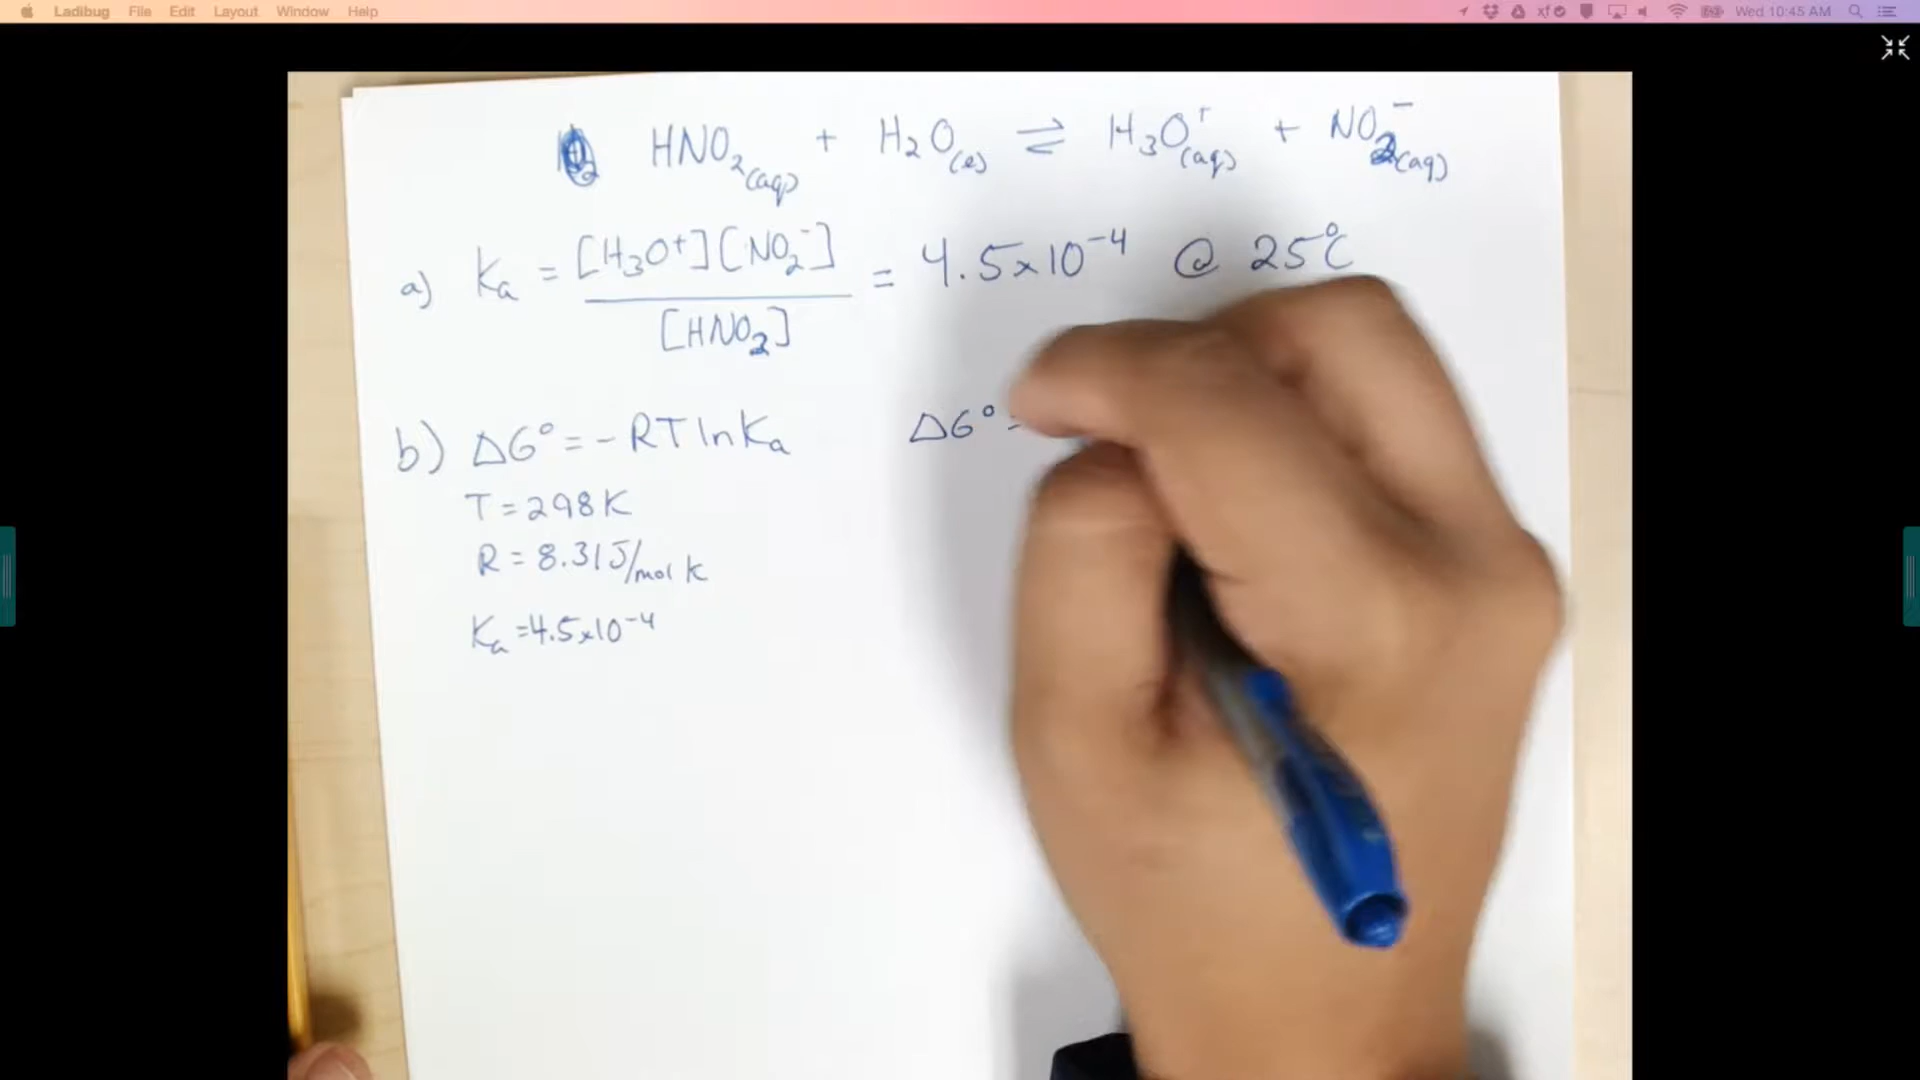 Ladibug File Edit Layout Window Help Wed 10:45 AM
HNO₂(aq) + H₂O(l) ⇌ H₃O⁺(aq) + NO₂⁻(aq)
a) Ka = [H₃O⁺][NO₂⁻] / [HNO₂] = 4.5x10⁻⁴ @ 25°C
b) ΔG° = - RT ln Ka ΔG° =
T = 298 K
R = 8.31 J/mol K
Ka = 4.5x10⁻⁴